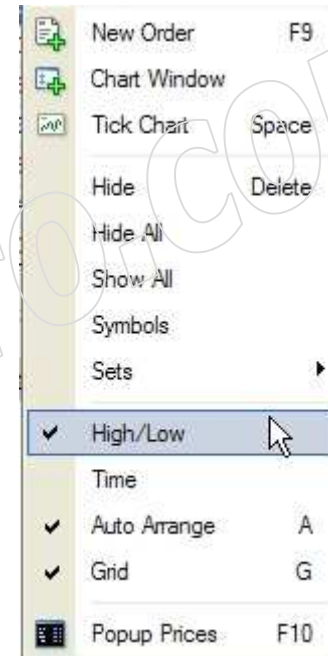 New Order F9
Chart Window
Tick Chart Space
Hide Delete
Hide All
Show All
Symbols
Sets
High/Low
Time
Auto Arrange A
Grid G
Popup Prices F10